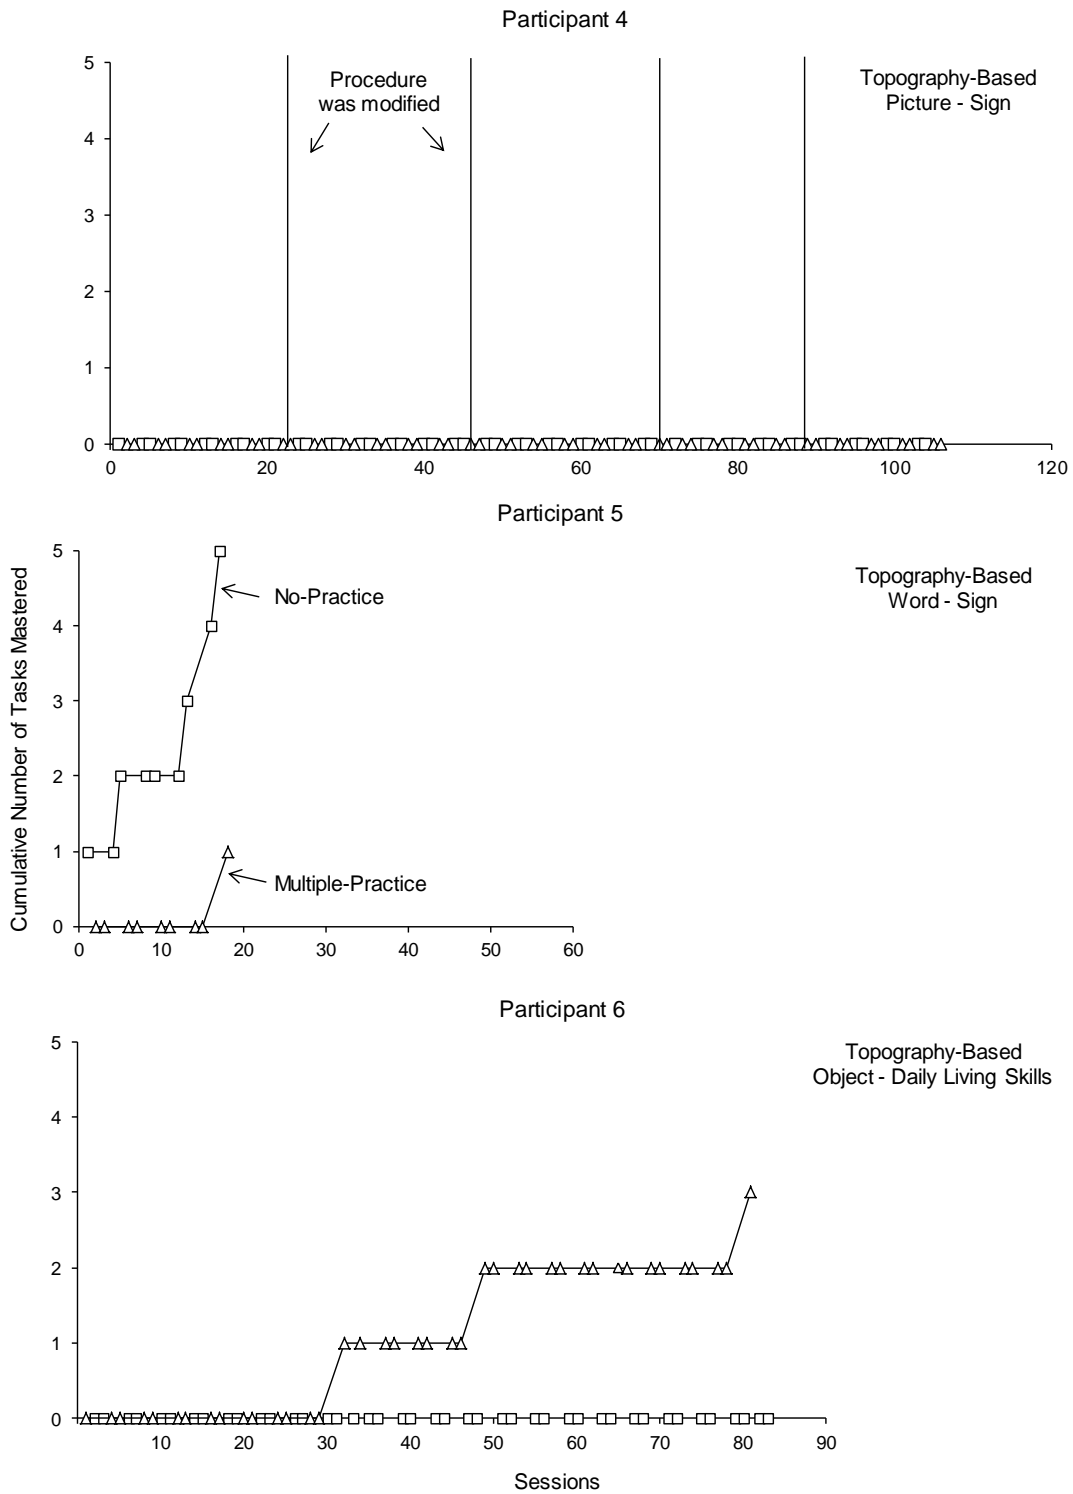 Participant 4
5
4
3
2
1
0
Procedure
was modified
Topography-Based
Picture - Sign
0 20 40 60 80 100 120
Participant 5
Cumulative Number of Tasks Mastered
5
4
3
2
1
0
No-Practice
Multiple-Practice
Topography-Based
Word - Sign
0 10 20 30 40 50 60
Participant 6
5
4
3
2
1
0
Topography-Based
Object - Daily Living Skills
10 20 30 40 50 60 70 80 90
Sessions